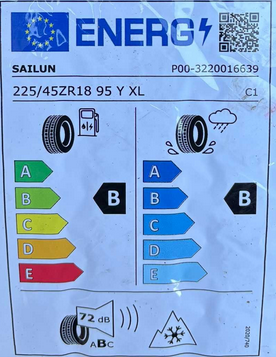 ENERG
SAILUN P00-3220016639
225/45ZR18 95 Y XL C1
A A
B B B B
C C
D D
E E
72 dB
ABC
2020/740